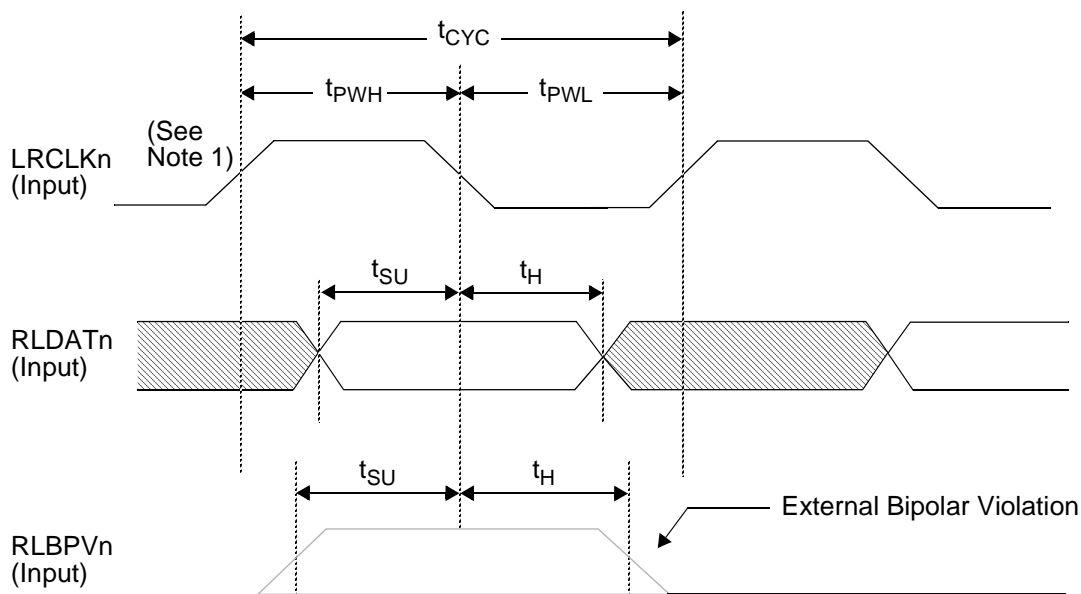 tCYC
tPWH
tPWL
(See
Note 1)
LRCLKn
(Input)
tSU
tH
RLDATn
(Input)
tSU
tH
External Bipolar Violation
RLBPVn
(Input)